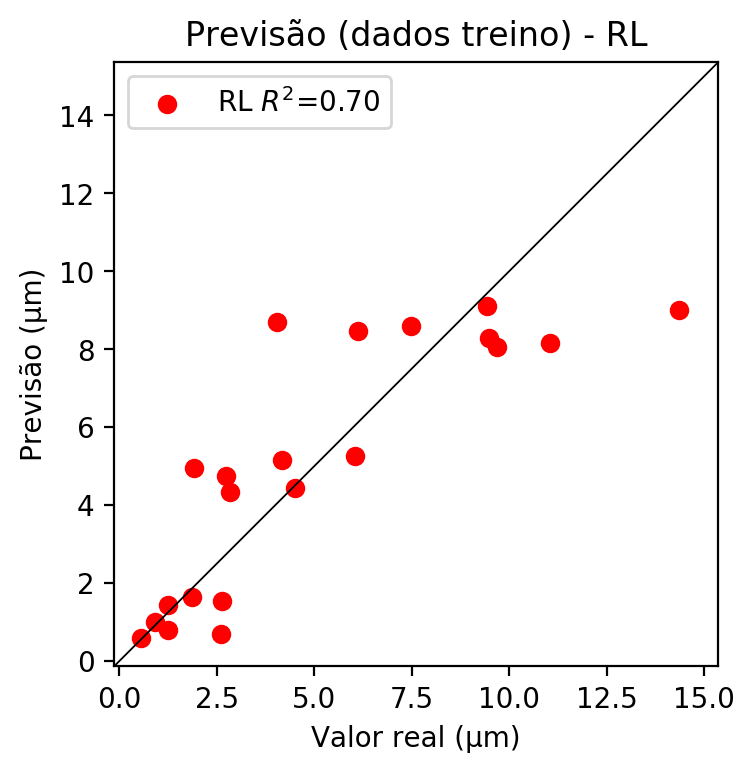 Previsão (dados treino) - RL
RL R²=0.70
Previsão (μm)
14
12
10
8
6
4
2
0
0.0 2.5 5.0 7.5 10.0 12.5 15.0
Valor real (μm)